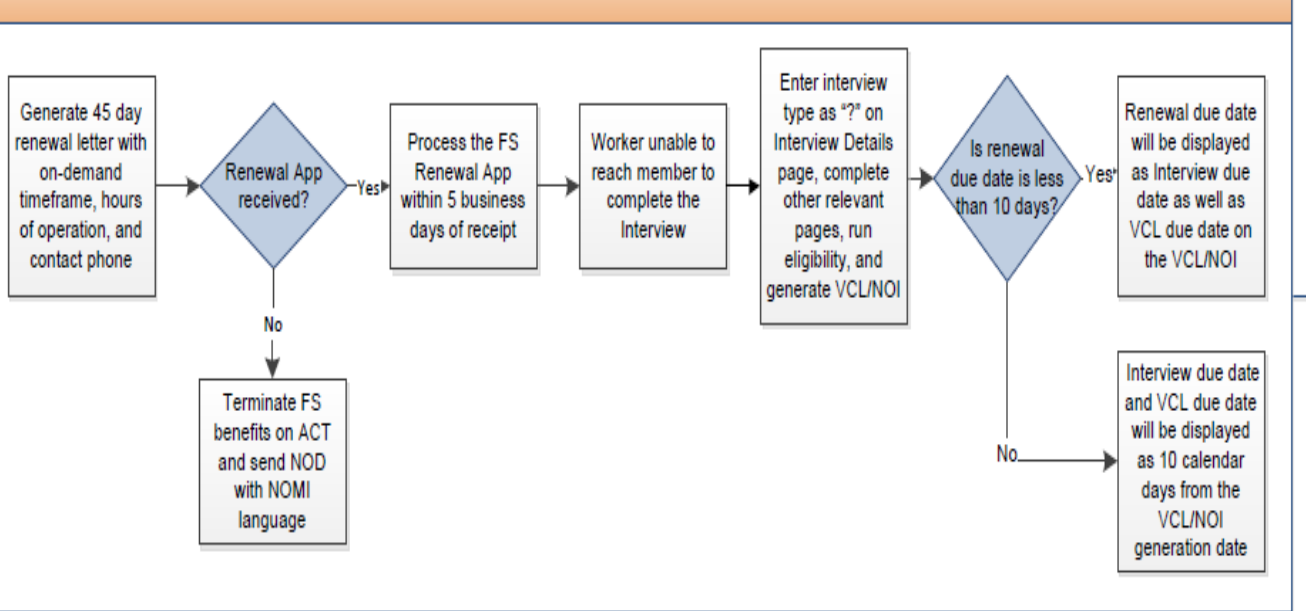 Generate 45 day
renewal letter with
on-demand
timeframe, hours
of operation, and
contact phone
Renewal App
received?
Yes
No
Terminate FS
benefits on ACT
and send NOD
with NOMI
language
Process the FS
Renewal App
within 5 business
days of receipt
Worker unable to
reach member to
complete the
Interview
Enter interview
type as “?” on
Interview Details
page, complete
other relevant
pages, run
eligibility, and
generate VCL/NOI
Is renewal
due date is less
than 10 days?
Yes
Renewal due date
will be displayed
as Interview due
date as well as
VCL due date on
the VCL/NOI
No
Interview due date
and VCL due date
will be displayed
as 10 calendar
days from the
VCL/NOI
generation date